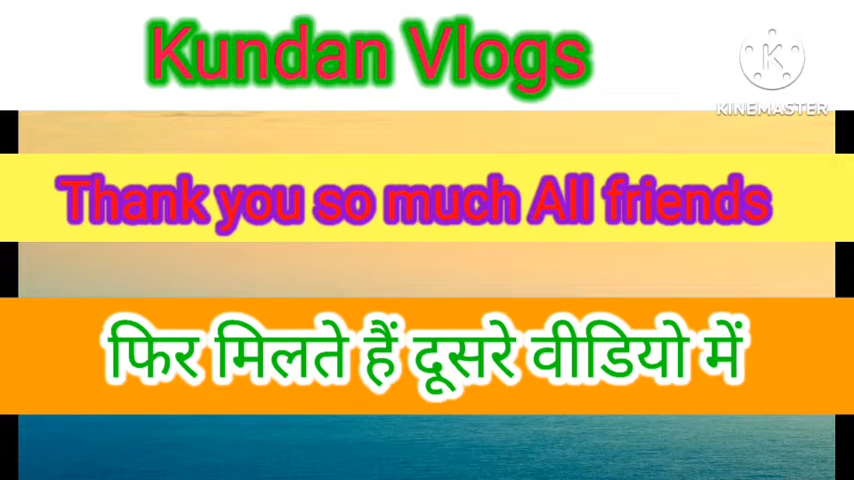 Kundan Vlogs
K
KINEMASTER
Thank you so much All friends
फिर मिलते हैं दूसरे वीडियो में